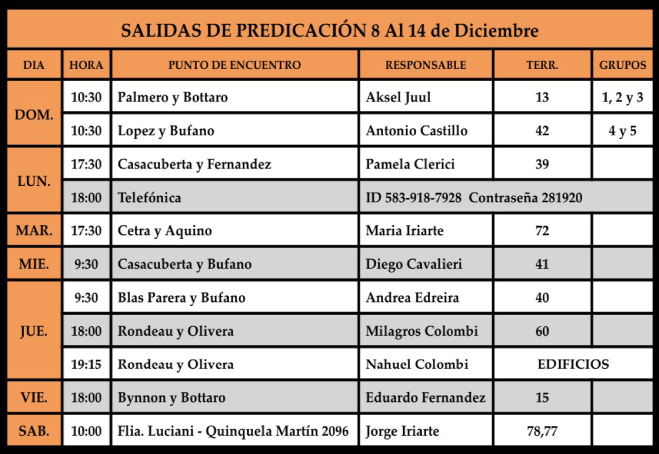 SALIDAS DE PREDICACIÓN 8 Al 14 de Diciembre
DIA HORA PUNTO DE ENCUENTRO RESPONSABLE TERR. GRUPOS
DOM. 10:30 Palmero y Bottaro Aksel Juul 13 1, 2 y 3
10:30 Lopez y Bufano Antonio Castillo 42 4 y 5
LUN. 17:30 Casacuberta y Fernandez Pamela Clerici 39
18:00 Telefónica ID 583-918-7928 Contraseña 281920
MAR. 17:30 Cetra y Aquino Maria Iriarte 72
MIE. 9:30 Casacuberta y Bufano Diego Cavalieri 41
JUE. 9:30 Blas Parera y Bufano Andrea Edreira 40
18:00 Rondeau y Olivera Milagros Colombi 60
19:15 Rondeau y Olivera Nahuel Colombi EDIFICIOS
VIE. 18:00 Bynnon y Bottaro Eduardo Fernandez 15
SAB. 10:00 Flia. Luciani - Quinquela Martín 2096 Jorge Iriarte 78,77